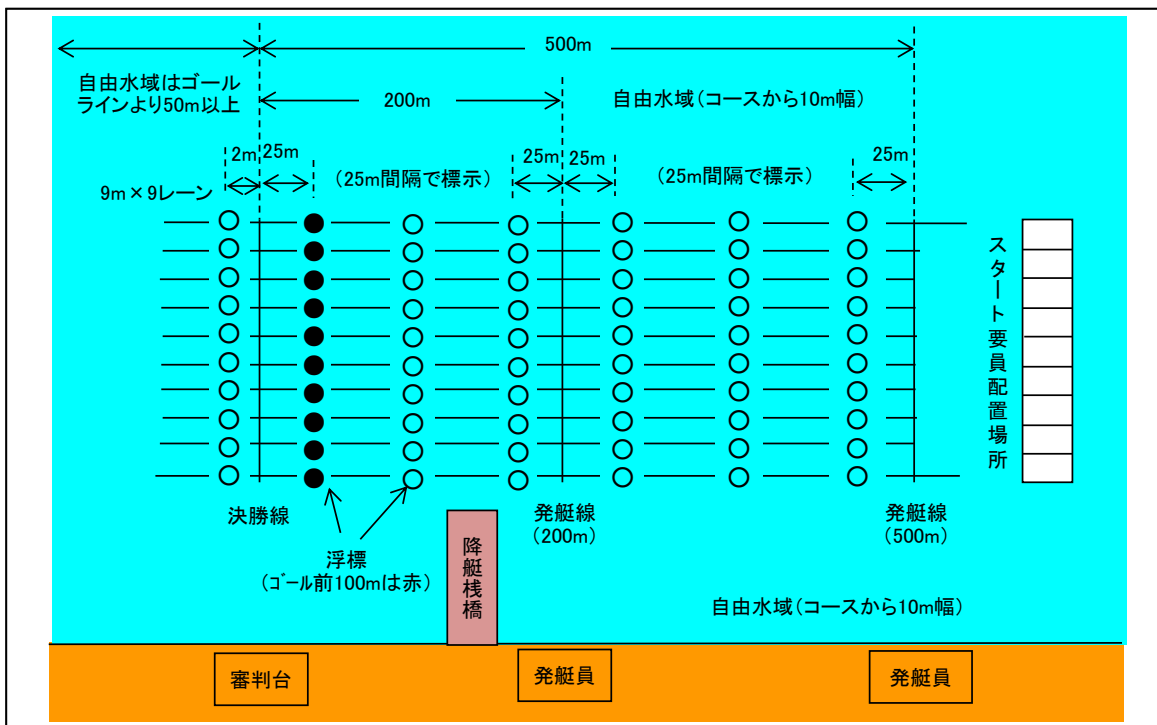 500m
自由水域はゴール
ラインより50m以上
200m
自由水域(コースから10m幅)
2m
25m
(25m間隔で標示)
25m
25m
(25m間隔で標示)
25m
9m×9レーン
スタート要員配置場所
決勝線
発艇線
(200m)
発艇線
(500m)
浮標
(ｺﾞｰﾙ前100mは赤)
降艇桟橋
自由水域(コースから10m幅)
審判台
発艇員
発艇員